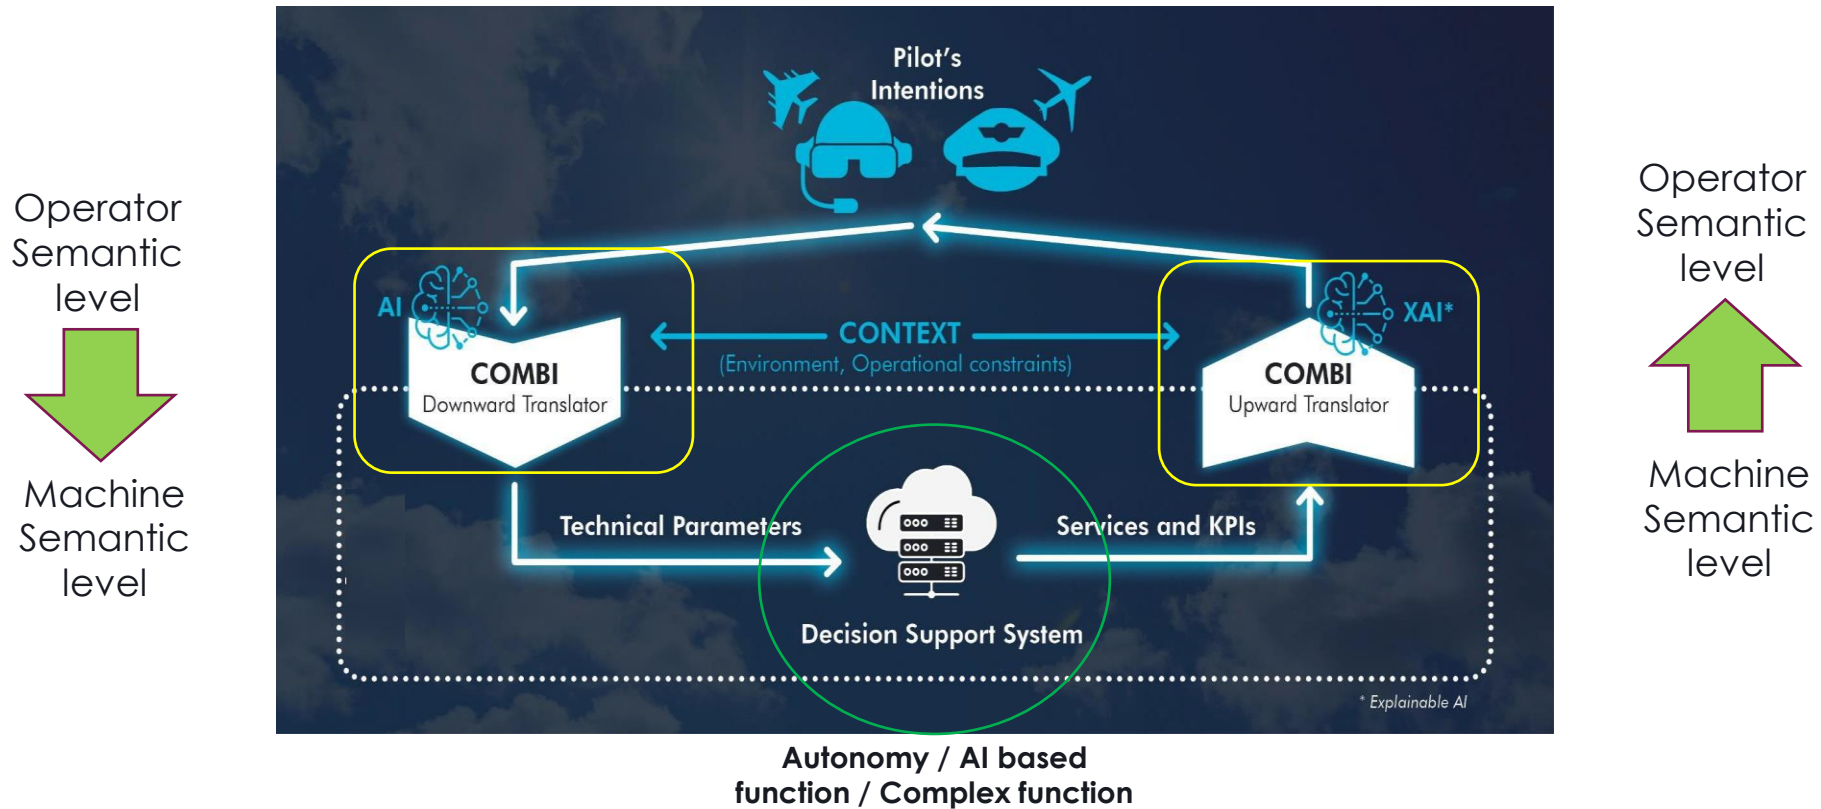 Pilot's
Intentions
Operator
Semantic
level
Machine
Semantic
level
AI
COMBI
Downward Translator
CONTEXT
(Environment, Operational constraints)
XAI*
COMBI
Upward Translator
Technical Parameters
Services and KPIs
Decision Support System
* Explainable AI
Operator
Semantic
level
Machine
Semantic
level
Autonomy / AI based
function / Complex function